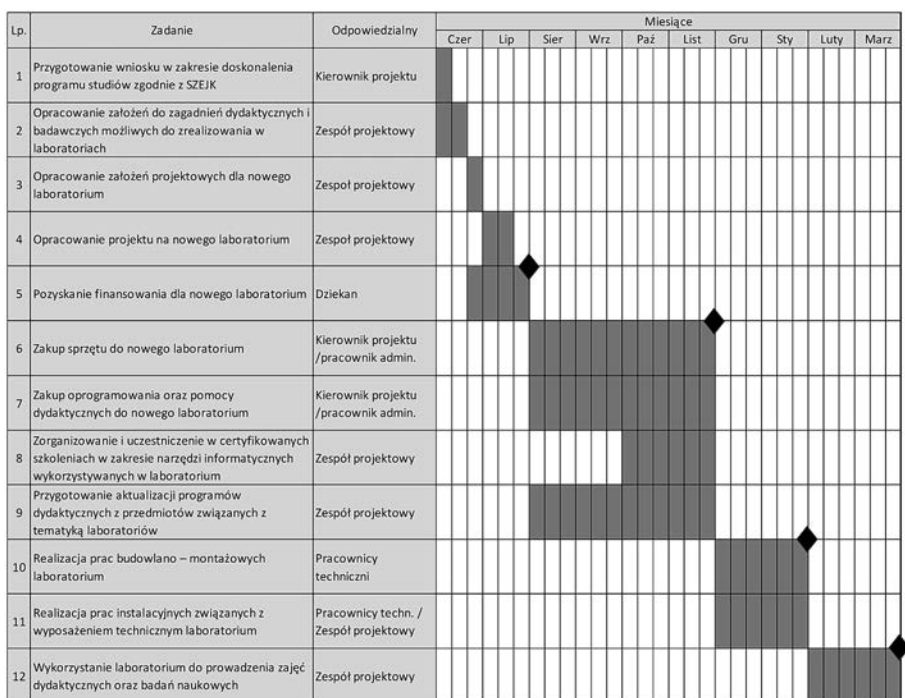 Lp. Zadanie Odpowiedzialny Miesiące
Czer Lip Sier Wrz Paź List Gru Sty Luty Marz
1 Przygotowanie wniosku w zakresie doskonalenia
programu studiów zgodnie z SZEJK
Kierownik projektu
2 Opracowanie założeń do zagadnień dydaktycznych i
badawczych możliwych do zrealizowania w
laboratoriach
Zespół projektowy
3 Opracowanie założeń projektowych dla nowego
laboratorium
Zespoł projektowy
4 Opracowanie projektu na nowego laboratorium
Zespoł projektowy
5 Pozyskanie finansowania dla nowego laboratorium
Dziekan
6 Zakup sprzętu do nowego laboratorium
Kierownik projektu
/pracownik admin.
7 Zakup oprogramowania oraz pomocy
dydaktycznych do nowego laboratorium
Kierownik projektu
/pracownik admin.
8 Zorganizowanie i uczestniczenie w certyfikowanych
szkoleniach w zakresie narzędzi informatycznych
wykorzystywanych w laboratorium
Zespół projektowy
9 Przygotowanie aktualizacji programów
dydaktycznych z przedmiotów związanych z
tematyką laboratoriów
Zespół projektowy
10 Realizacja prac budowlano – montażowych
laboratorium
Pracownicy
techniczni
11 Realizacja prac instalacyjnych związanych z
wyposażeniem technicznym laboratorium
Pracownicy techn. /
Zespół projektowy
12 Wykorzystanie laboratorium do prowadzenia zajęć
dydaktycznych oraz badań naukowych
Zespół projektowy